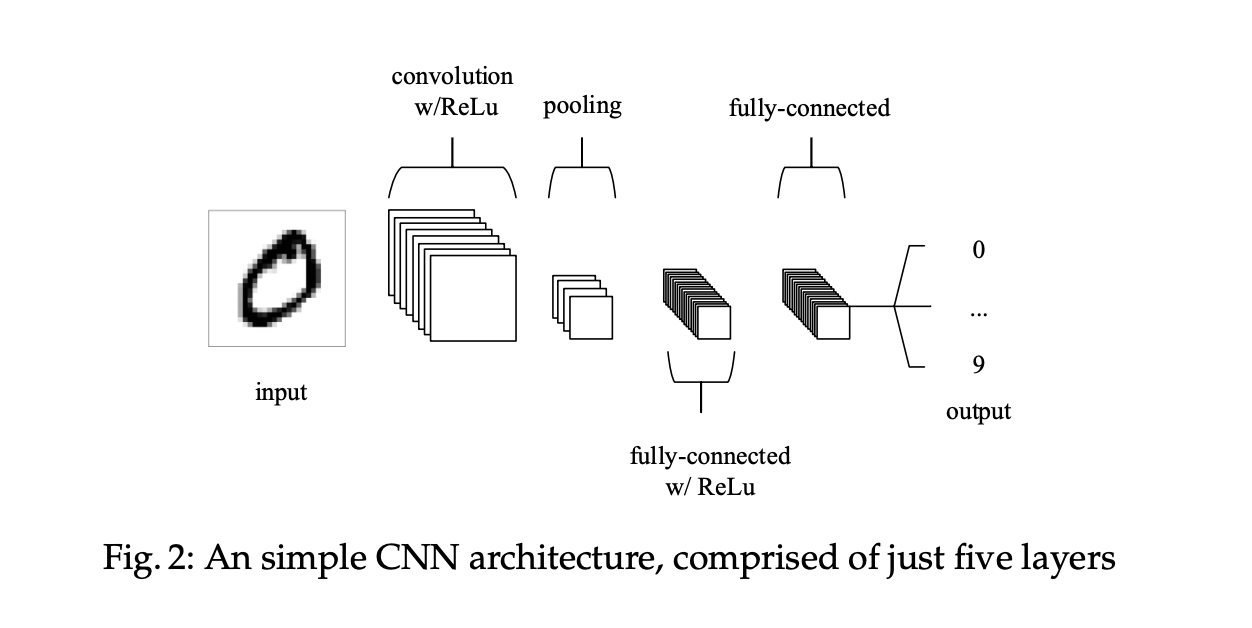 convolution
w/ReLu
pooling
fully-connected
input
0
...
9
output
fully-connected
w/ ReLu
Fig. 2: An simple CNN architecture, comprised of just five layers